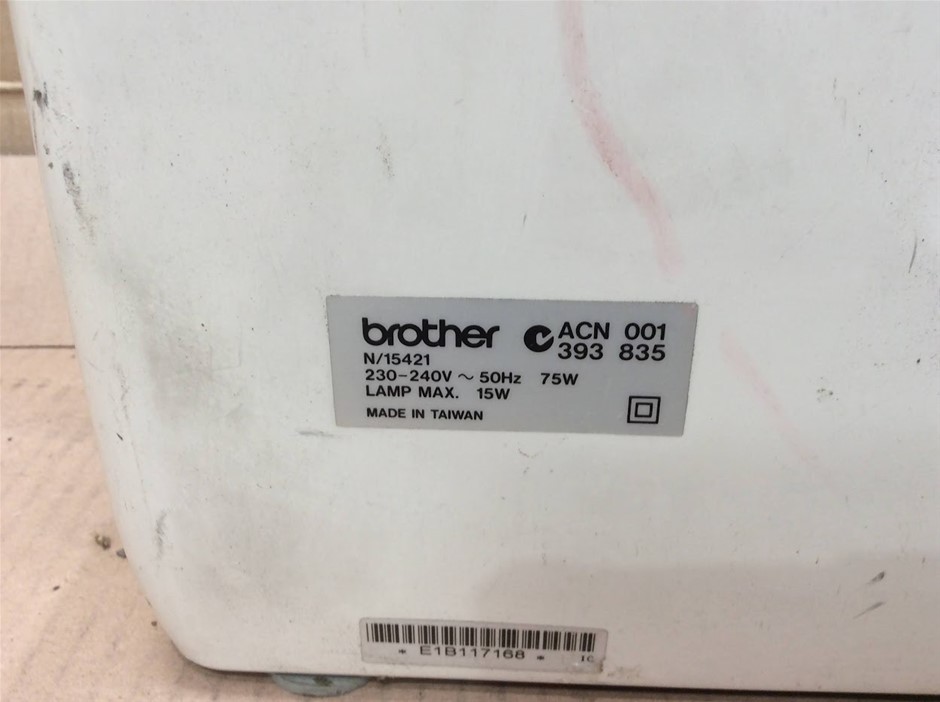 brother
ACN 001
393 835
N/15421
230-240V ~ 50Hz 75W
LAMP MAX. 15W
MADE IN TAIWAN
* E1B117168 *